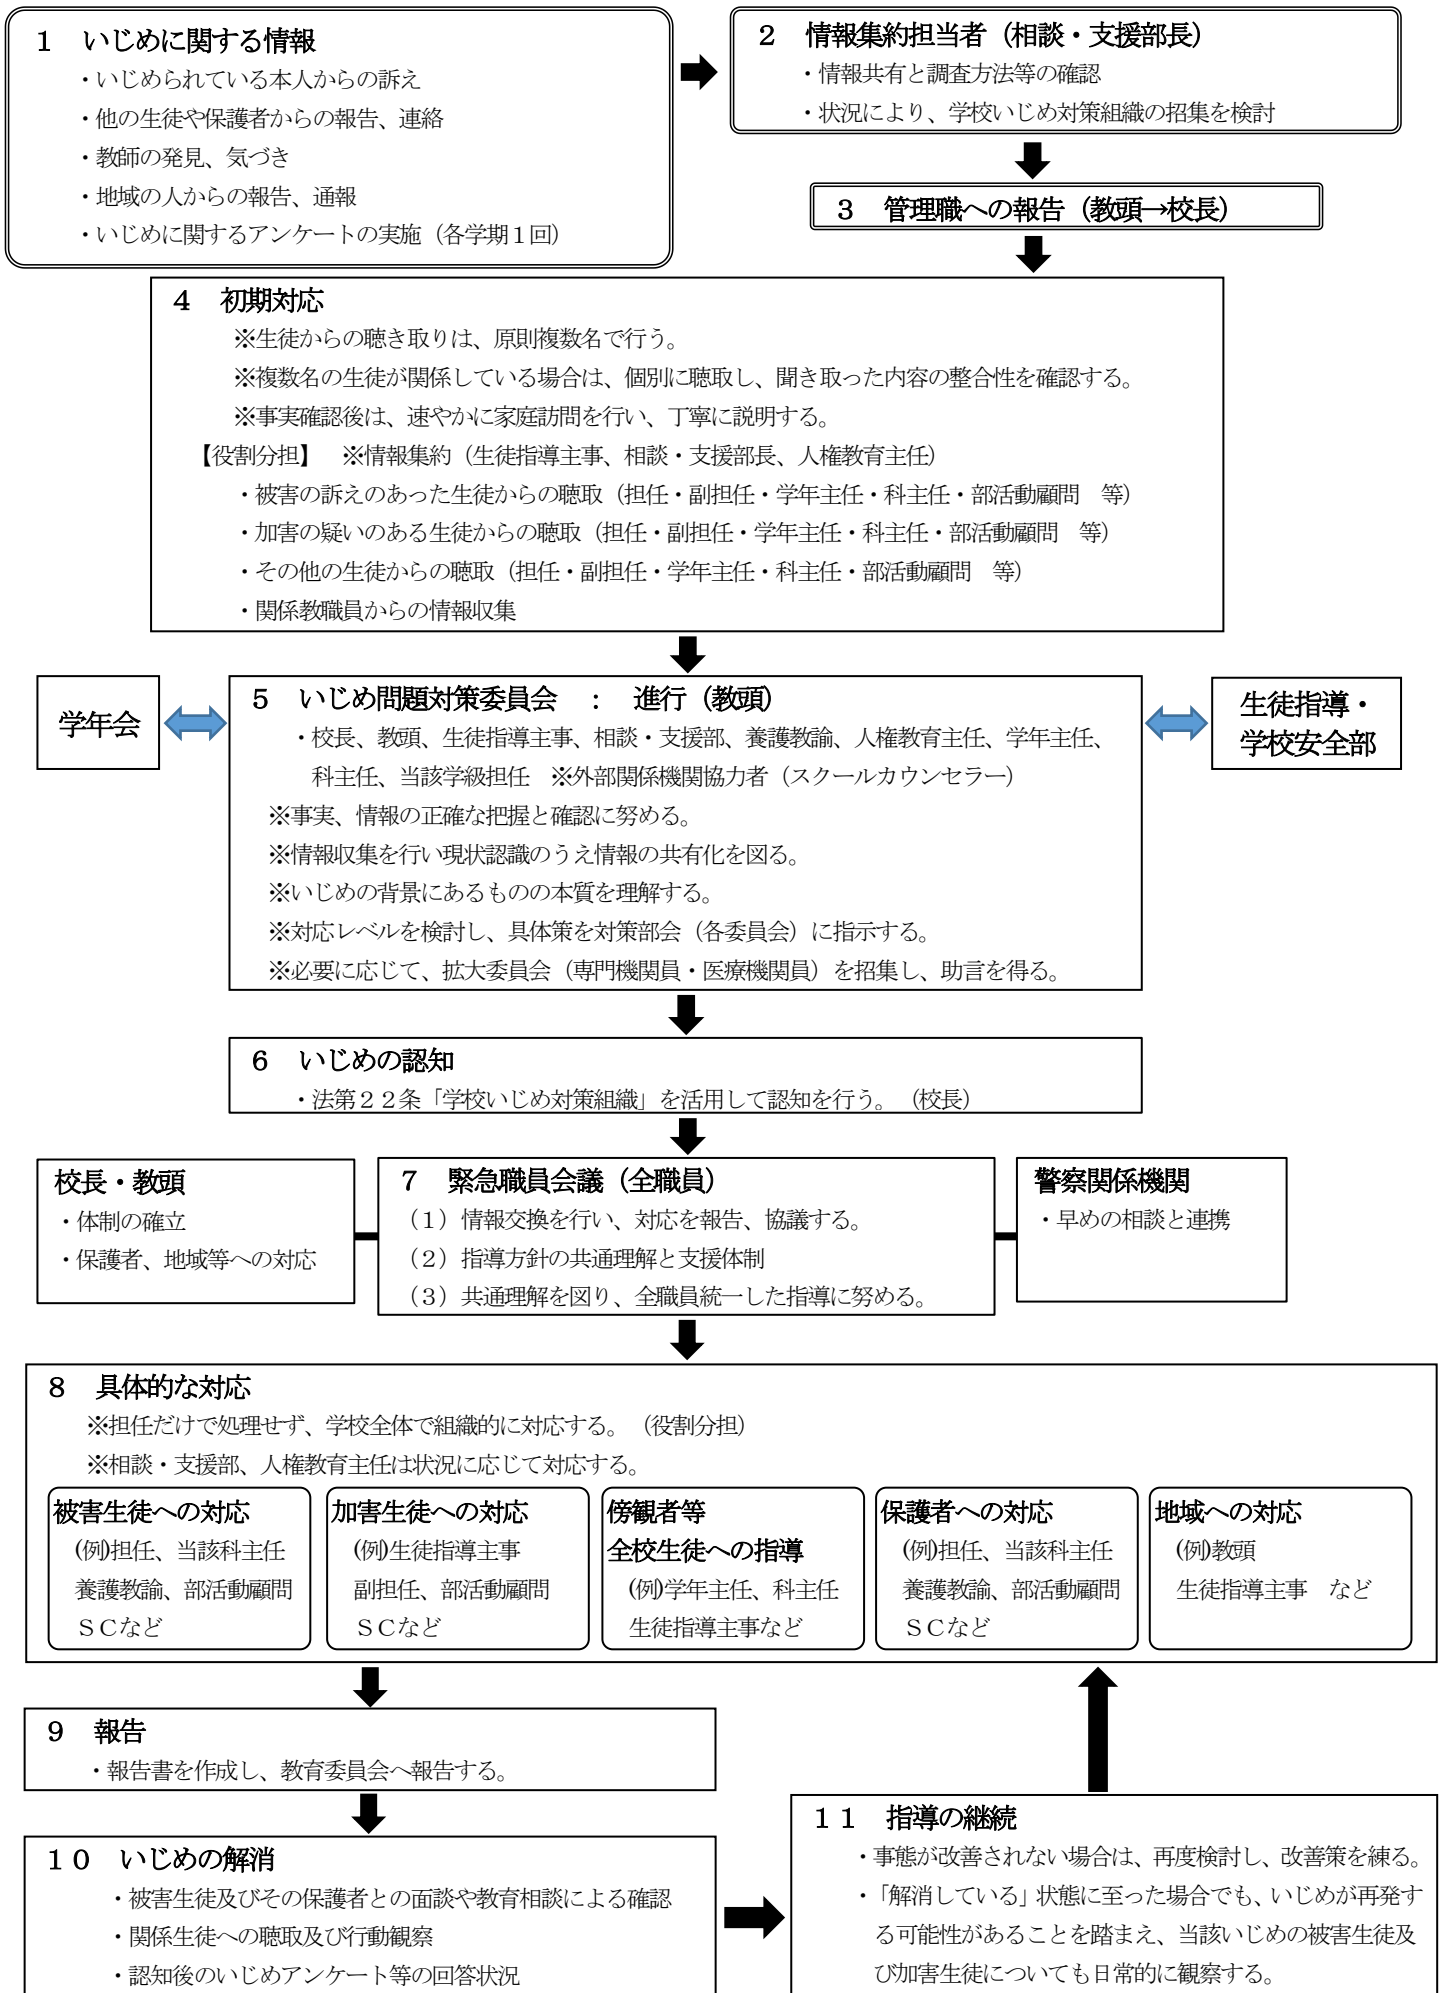 １　いじめに関する情報
・いじめられている本人からの訴え
・他の生徒や保護者からの報告、連絡
・教師の発見、気づき
・地域の人からの報告、通報
・いじめに関するアンケートの実施（各学期１回）
２　情報集約担当者（相談・支援部長）
・情報共有と調査方法等の確認
・状況により、学校いじめ対策組織の招集を検討
３　管理職への報告（教頭→校長）
４　初期対応
※生徒からの聴き取りは、原則複数名で行う。
※複数名の生徒が関係している場合は、個別に聴取し、聞き取った内容の整合性を確認する。
※事実確認後は、速やかに家庭訪問を行い、丁寧に説明する。
【役割分担】　※情報集約（生徒指導主事、相談・支援部長、人権教育主任）
・被害の訴えのあった生徒からの聴取（担任・副担任・学年主任・科主任・部活動顧問　等）
・加害の疑いのある生徒からの聴取（担任・副担任・学年主任・科主任・部活動顧問　等）
・その他の生徒からの聴取（担任・副担任・学年主任・科主任・部活動顧問　等）
・関係教職員からの情報収集
学年会
５　いじめ問題対策委員会　：　進行（教頭）
・校長、教頭、生徒指導主事、相談・支援部、養護教諭、人権教育主任、学年主任、
科主任、当該学級担任　※外部関係機関協力者（スクールカウンセラー）
※事実、情報の正確な把握と確認に努める。
※情報収集を行い現状認識のうえ情報の共有化を図る。
※いじめの背景にあるものの本質を理解する。
※対応レベルを検討し、具体策を対策部会（各委員会）に指示する。
※必要に応じて、拡大委員会（専門機関員・医療機関員）を招集し、助言を得る。
生徒指導・
学校安全部
６　いじめの認知
・法第２２条「学校いじめ対策組織」を活用して認知を行う。（校長）
校長・教頭
・体制の確立
・保護者、地域等への対応
７　緊急職員会議（全職員）
（１）情報交換を行い、対応を報告、協議する。
（２）指導方針の共通理解と支援体制
（３）共通理解を図り、全職員統一した指導に努める。
警察関係機関
・早めの相談と連携
８　具体的な対応
※担任だけで処理せず、学校全体で組織的に対応する。（役割分担）
※相談・支援部、人権教育主任は状況に応じて対応する。
被害生徒への対応
(例)担任、当該科主任
養護教諭、部活動顧問
ＳＣなど
加害生徒への対応
(例)生徒指導主事
副担任、部活動顧問
ＳＣなど
傍観者等
全校生徒への指導
(例)学年主任、科主任
生徒指導主事など
保護者への対応
(例)担任、当該科主任
養護教諭、部活動顧問
ＳＣなど
地域への対応
(例)教頭
生徒指導主事　など
９　報告
・報告書を作成し、教育委員会へ報告する。
１０　いじめの解消
・被害生徒及びその保護者との面談や教育相談による確認
・関係生徒への聴取及び行動観察
・認知後のいじめアンケート等の回答状況
１１　指導の継続
・事態が改善されない場合は、再度検討し、改善策を練る。
・「解消している」状態に至った場合でも、いじめが再発す
る可能性があることを踏まえ、当該いじめの被害生徒及
び加害生徒についても日常的に観察する。